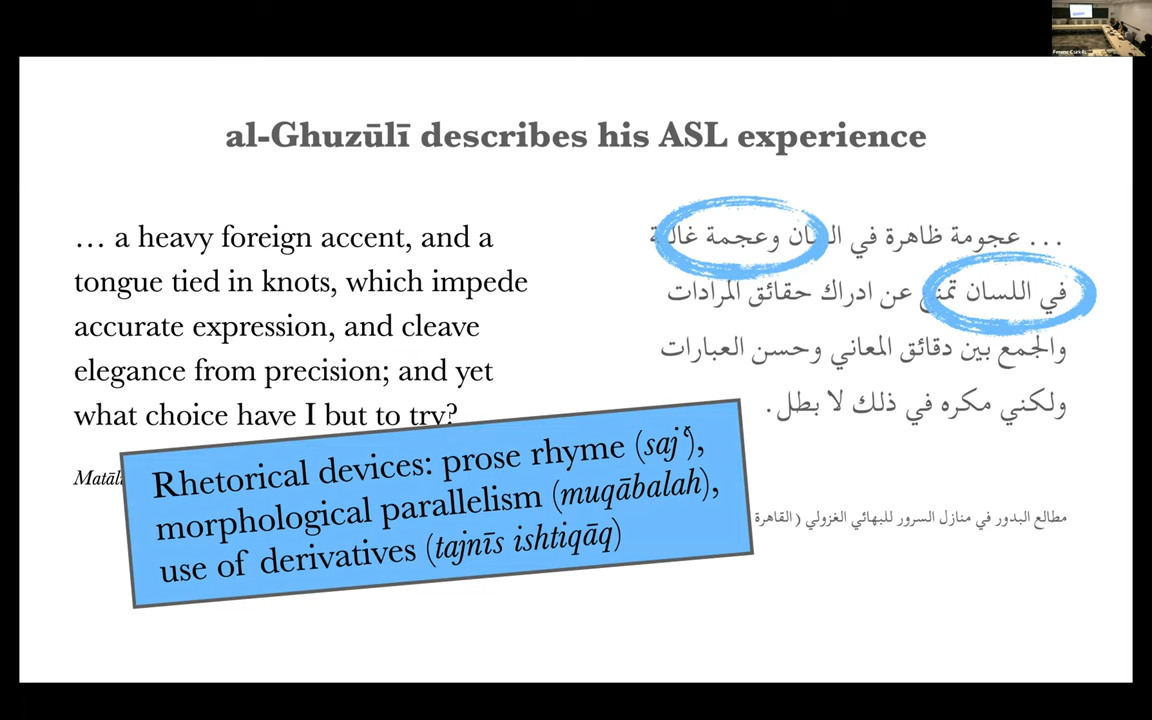 al-Ghuzūlī describes his ASL experience
… a heavy foreign accent, and a
tongue tied in knots, which impede
accurate expression, and cleave
elegance from precision; and yet
what choice have I but to try?
… عجومة ظاهرة في اللسان وعجمة غالبة
في اللسان تمنع عن ادراك حقائق المرادات
والجمع بين دقائق المعاني وحسن العبارات
ولكني مكره في ذلك لا بطل.
Rhetorical devices: prose rhyme (sajʿ),
morphological parallelism (muqābalah),
use of derivatives (tajnīs ishtiqāq)
مطالع البدور في منازل السرور للبهائي الغزولي (القاهرة